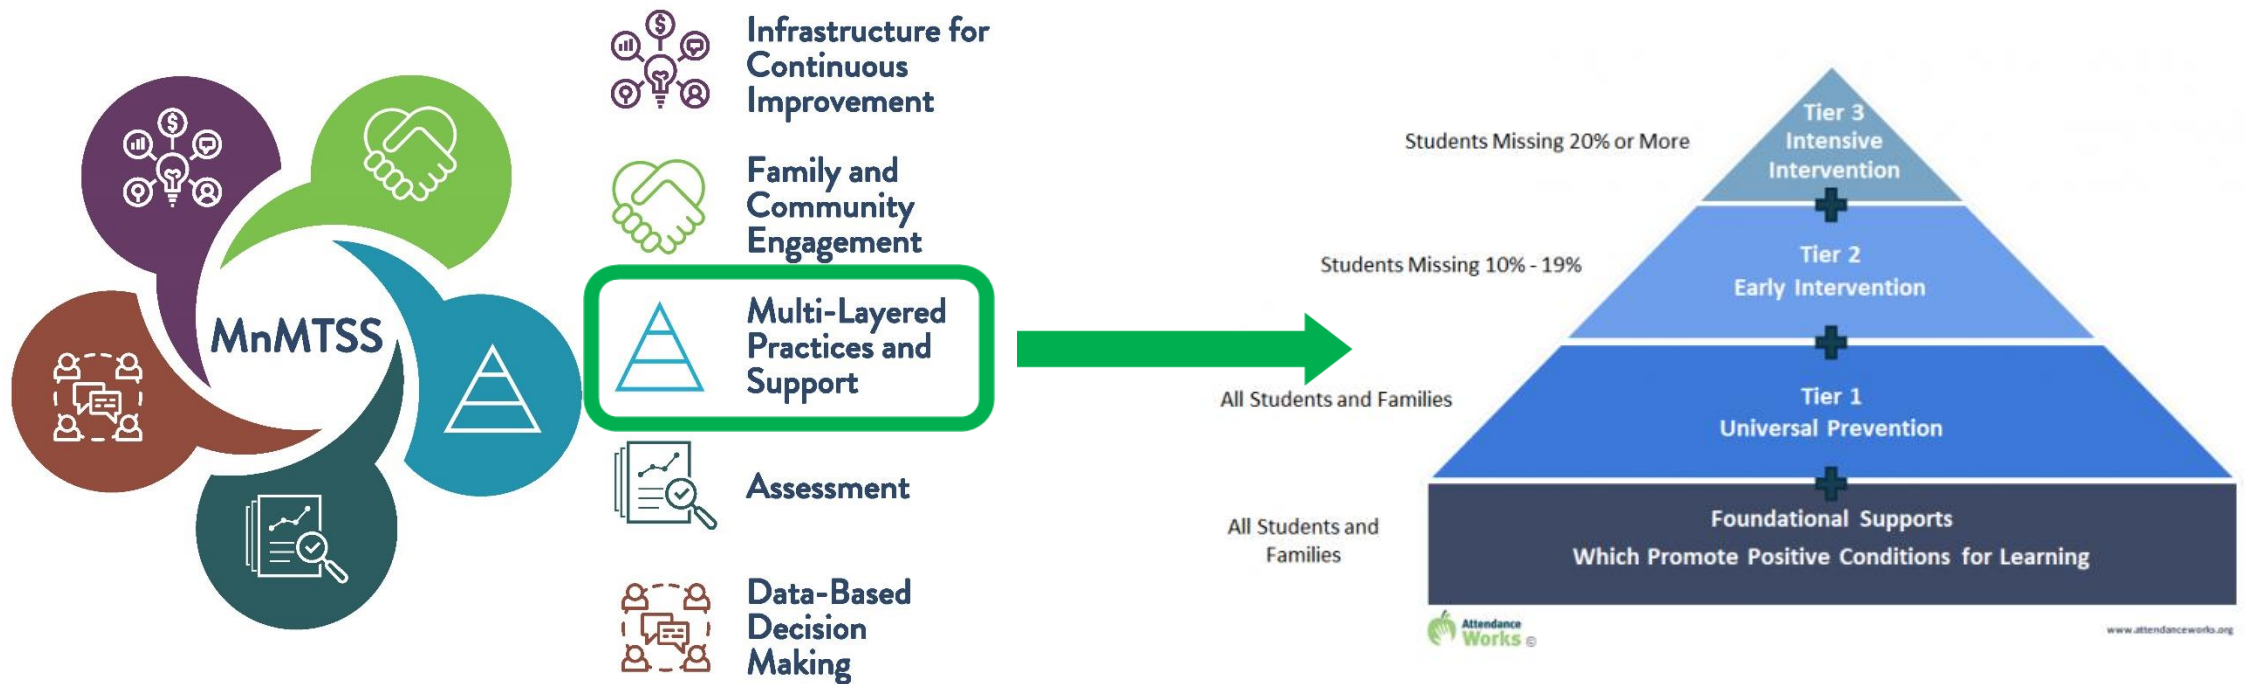 MnMTSS
Infrastructure for
Continuous
Improvement
Family and
Community
Engagement
Multi-Layered
Practices and
Support
Assessment
Data-Based
Decision
Making
Students Missing 20% or More
Tier 3
Intensive
Intervention
Students Missing 10% - 19%
Tier 2
Early Intervention
All Students and Families
Tier 1
Universal Prevention
All Students and
Families
Foundational Supports
Which Promote Positive Conditions for Learning
Attendance
Works ©
www.attendanceworks.org